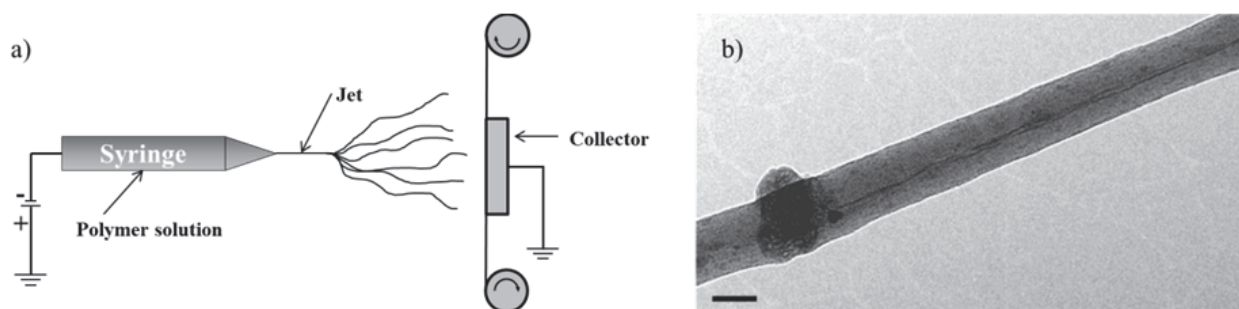 a)
Jet
Syringe
Collector
-
+
Polymer solution
b)